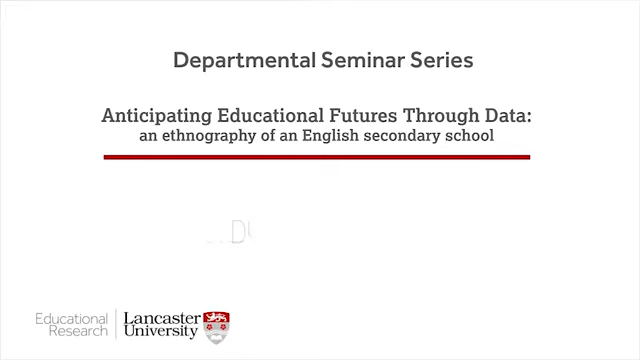 Departmental Seminar Series
Anticipating Educational Futures Through Data:
an ethnography of an English secondary school
Educational
Research
Lancaster
University